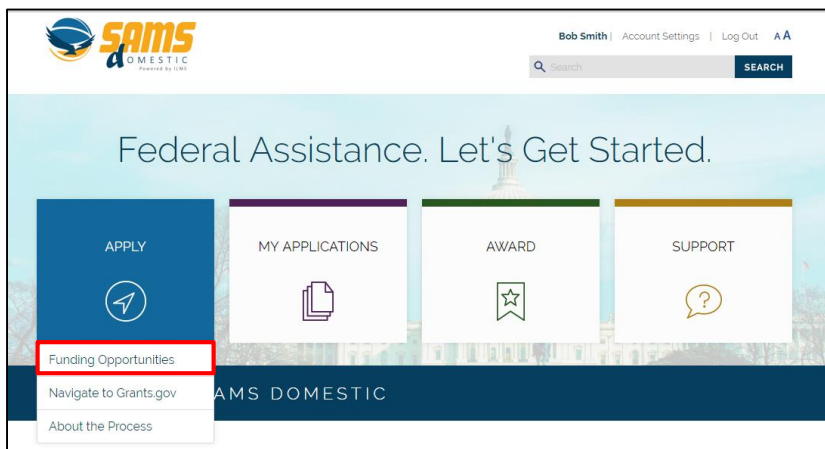 SAMS
dOMESTIC
Powered by ILMS
Bob Smith | Account Settings | Log Out A A
Search
SEARCH
Federal Assistance. Let's Get Started.
APPLY
MY APPLICATIONS
AWARD
SUPPORT
?
Funding Opportunities
Navigate to Grants.gov
AMS DOMESTIC
About the Process